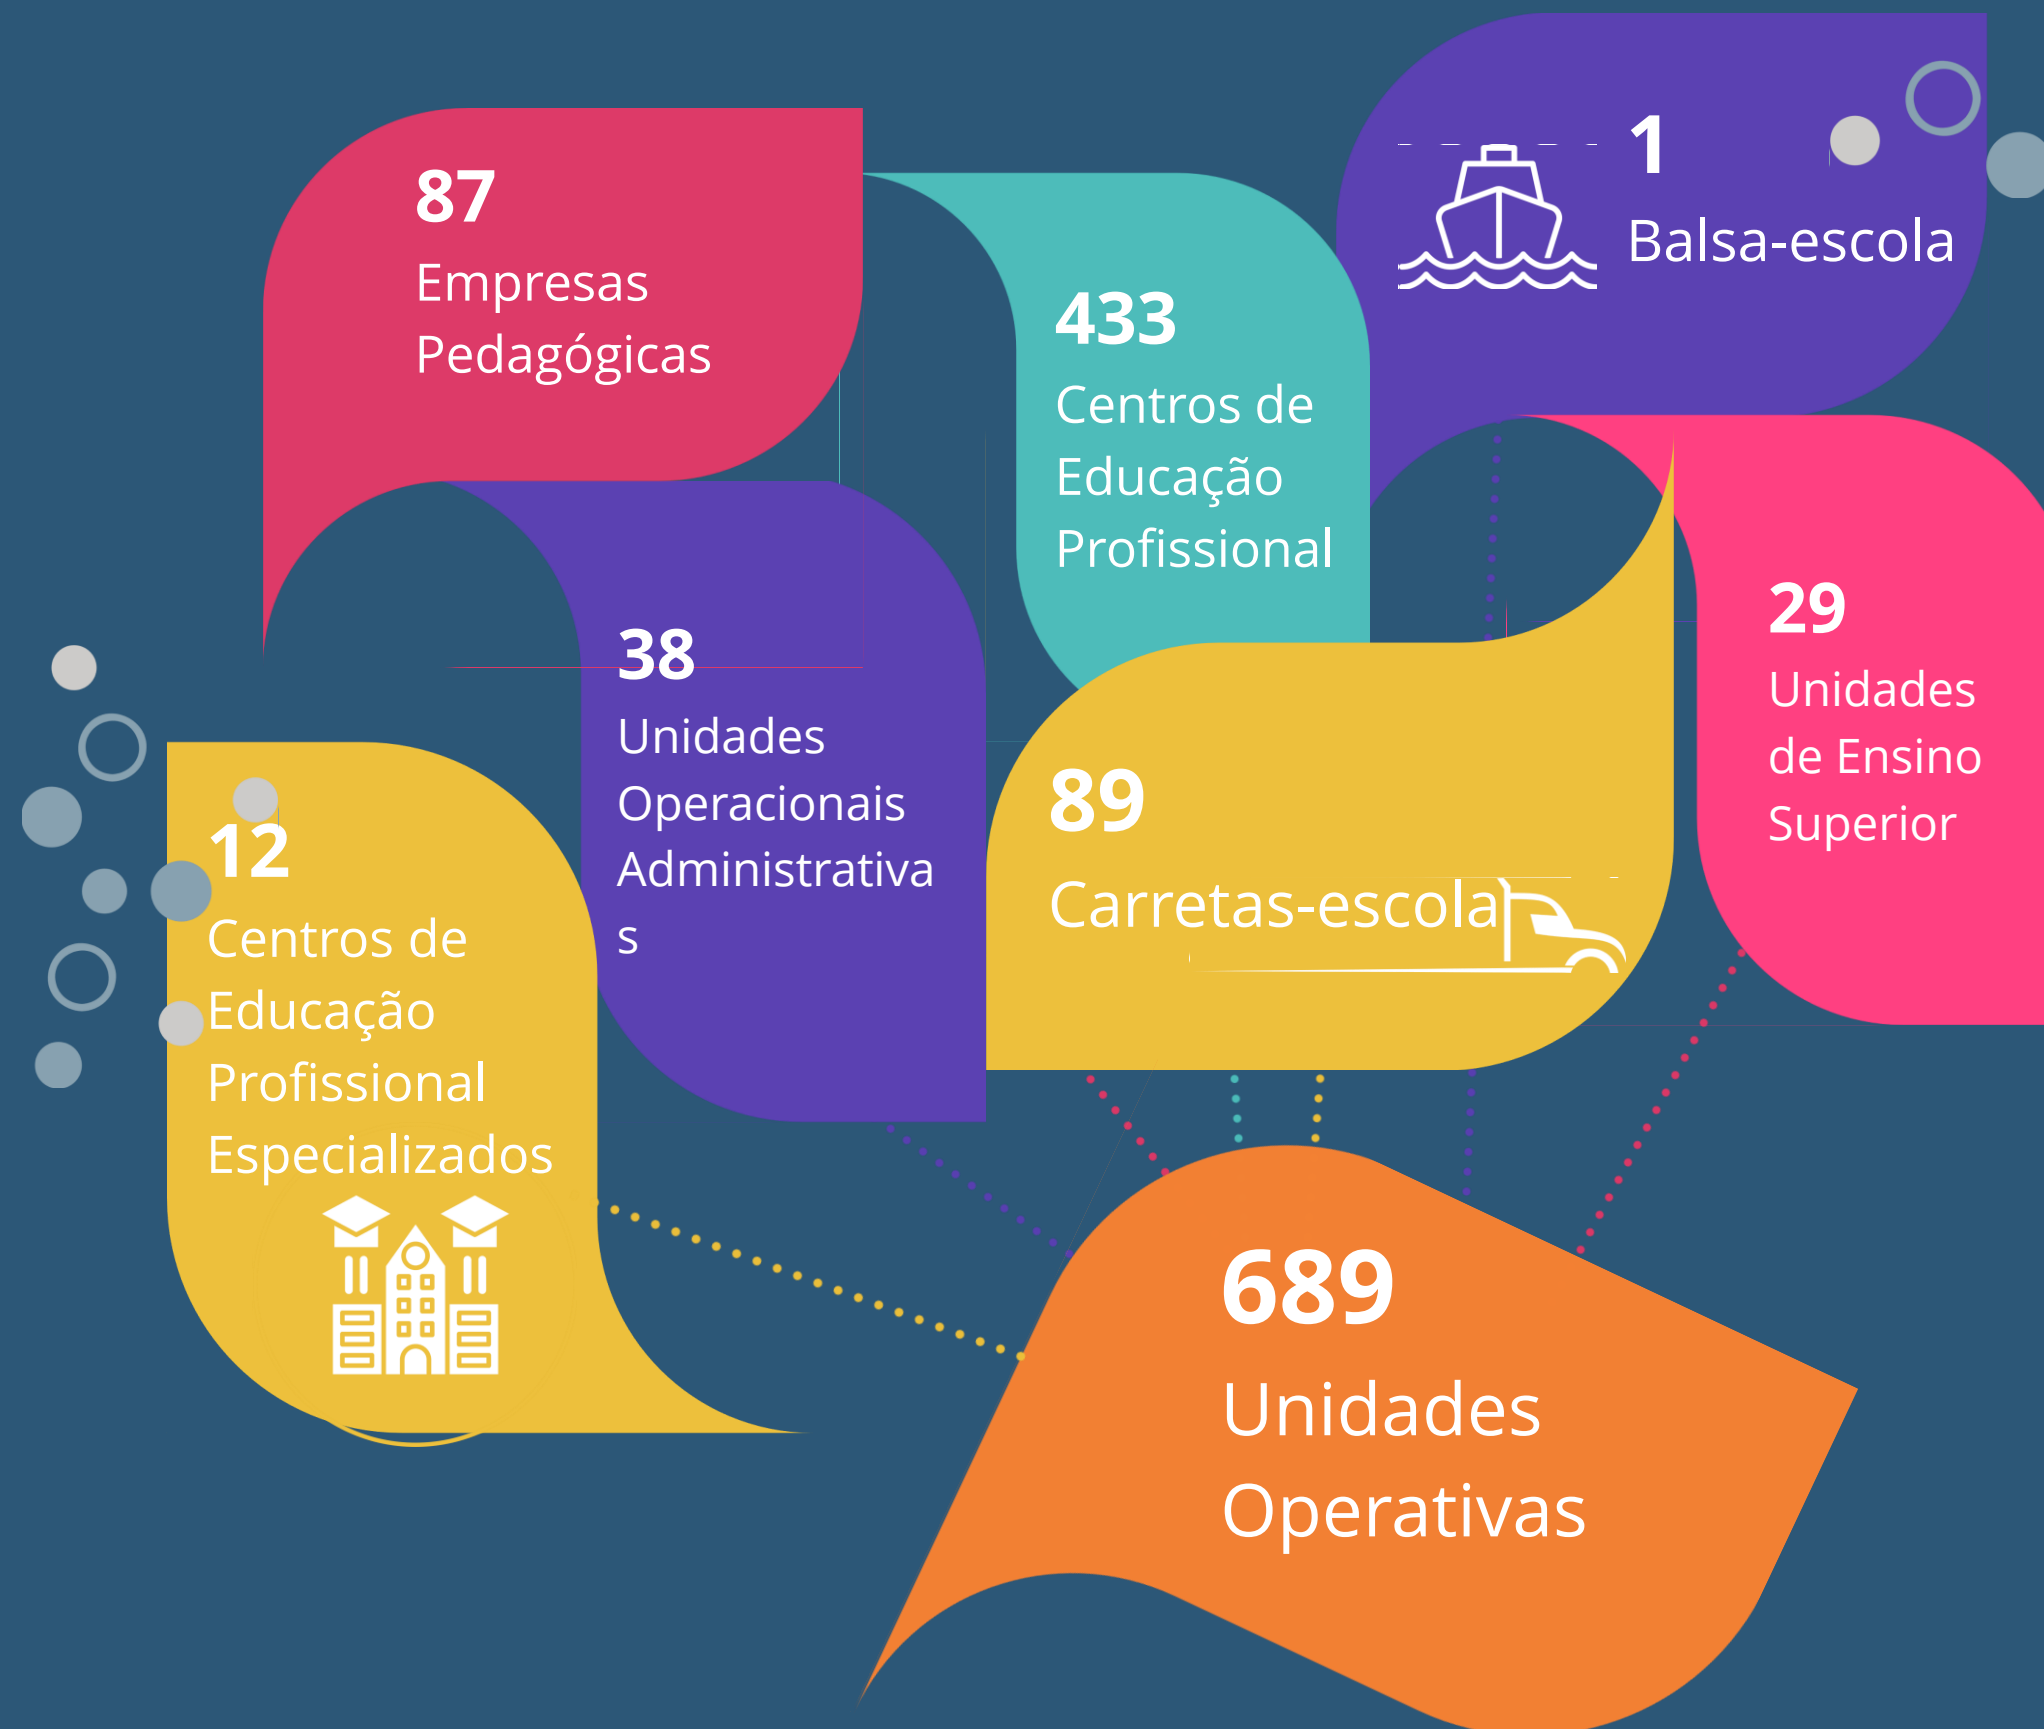 87
Empresas
Pedagógicas
433
Centros de
Educação
Profissional
1
Balsa-escola
38
Unidades
Operacionais
Administrativa
s
29
Unidades
de Ensino
Superior
89
Carretas-escola
12
Centros de
Educação
Profissional
Especializados
689
Unidades
Operativas